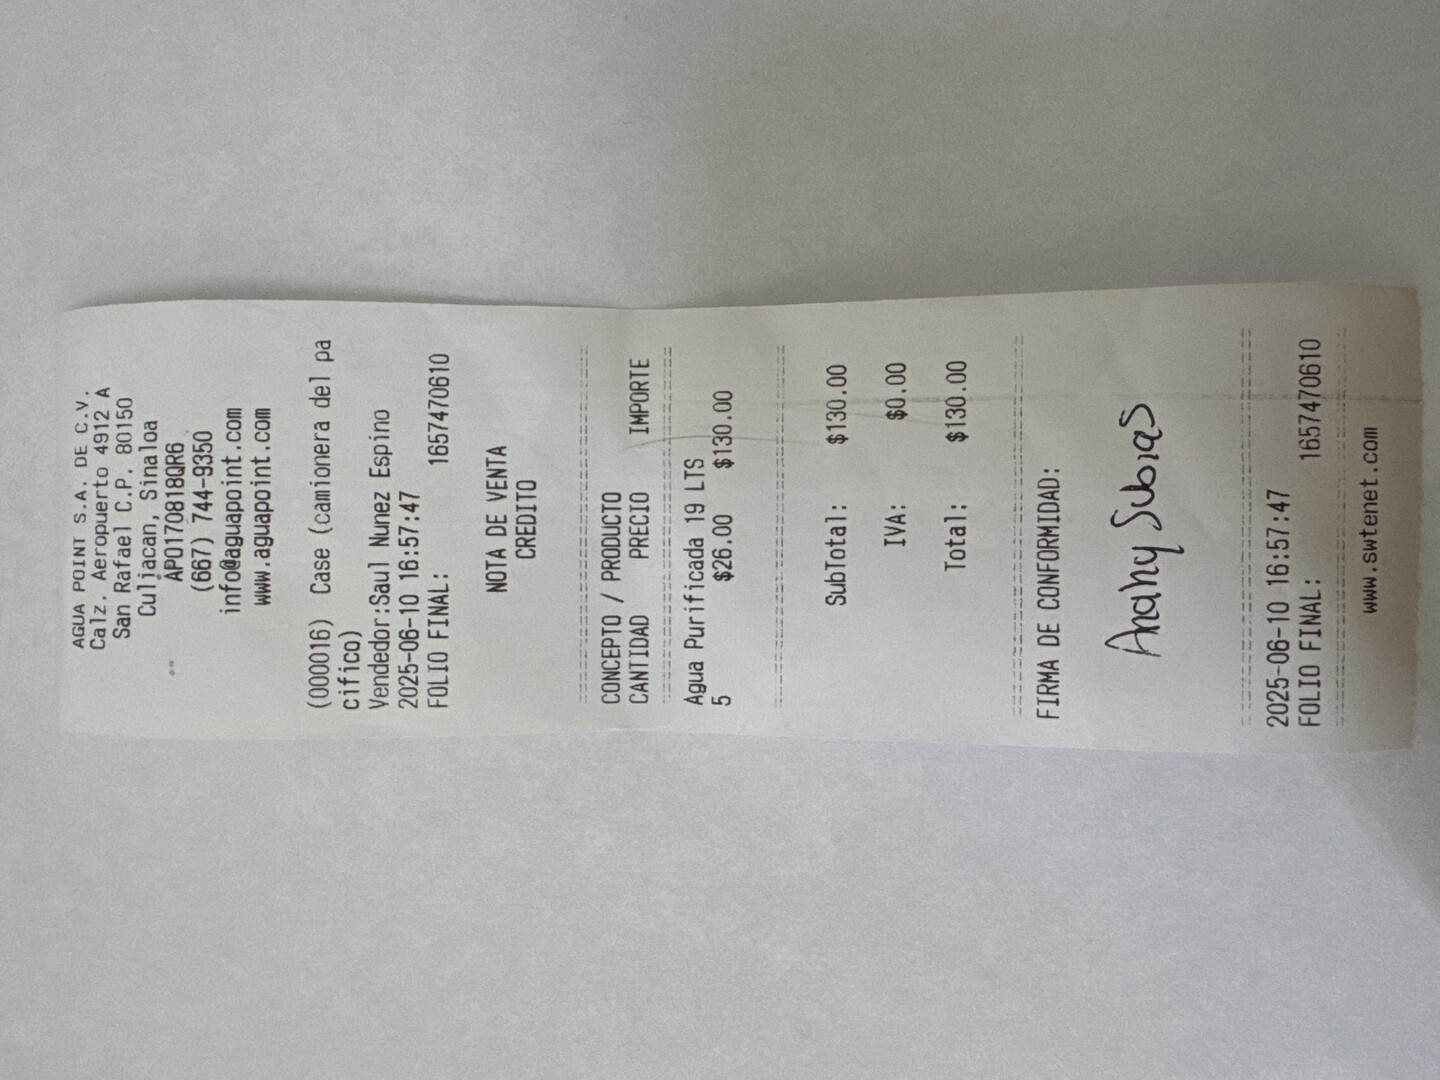 AGUA POINT S.A. DE C.V.
Calz. Aeropuerto 4912 A
San Rafael C.P. 80150
Culiacan, Sinaloa
APO170818QR6
(667) 744-9350
info@aguapoint.com
www.aguapoint.com
(000016) Case (camionera del pa
cifico)
Vendedor:Saul Nunez Espino
2025-06-10 16:57:47
FOLIO FINAL: 1657470610
NOTA DE VENTA
CREDITO
CONCEPTO / PRODUCTO
CANTIDAD PRECIO IMPORTE
Agua Purificada 19 LTS
5 $26.00 $130.00
SubTotal: $130.00
IVA: $0.00
Total: $130.00
FIRMA DE CONFORMIDAD:
Anahy Subias
2025-06-10 16:57:47
FOLIO FINAL: 1657470610
www.swtenet.com